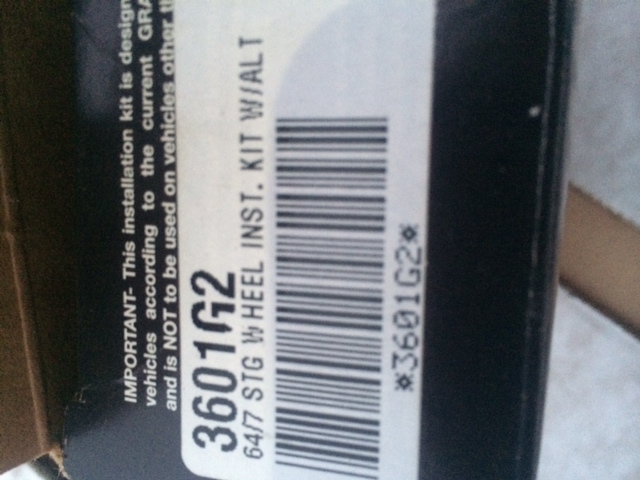 IMPORTANT- This installation kit is design
vehicles according to the current GRA
and is NOT to be used on vehicles other th
3601G2
64/7 STG WHEEL INST. KIT W/ALT
*3601G2*